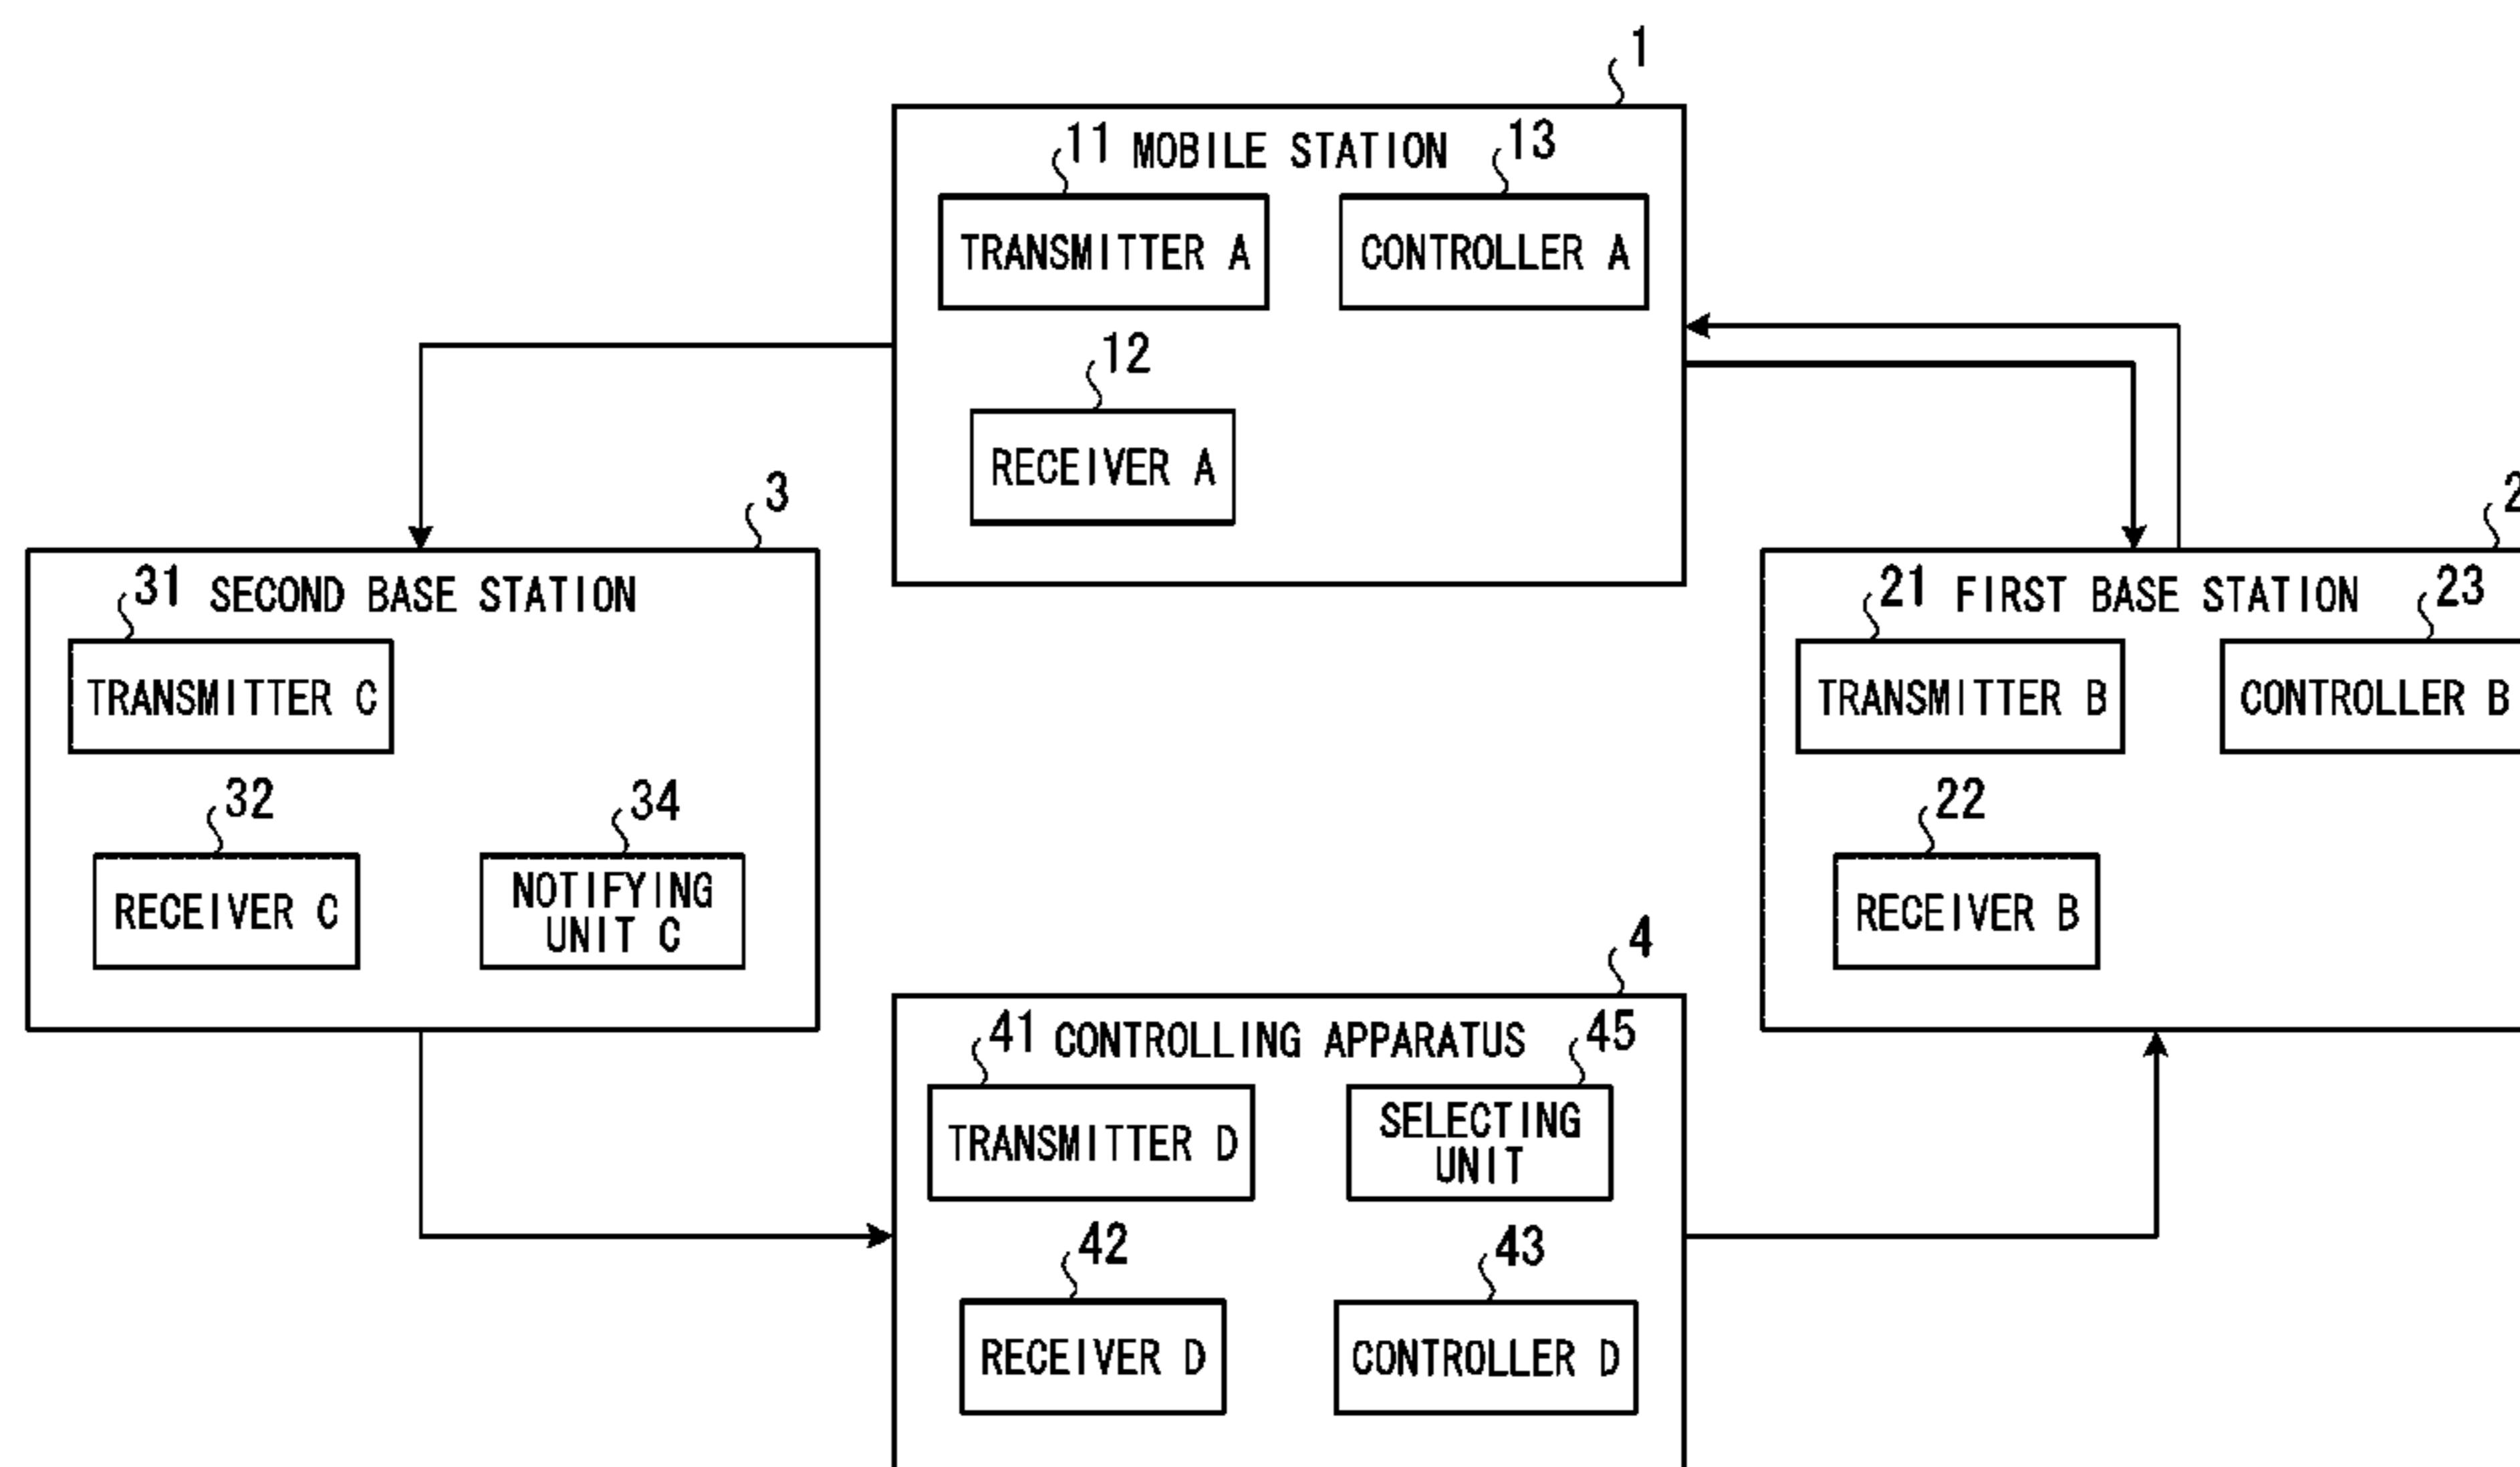 1
11 MOBILE STATION 13
TRANSMITTER A
CONTROLLER A
12
RECEIVER A
3
31 SECOND BASE STATION
TRANSMITTER C
32
34
RECEIVER C
NOTIFYING
UNIT C
2
21 FIRST BASE STATION 23
TRANSMITTER B
CONTROLLER B
22
RECEIVER B
4
41 CONTROLLING APPARATUS 45
TRANSMITTER D
SELECTING
UNIT
42
43
RECEIVER D
CONTROLLER D